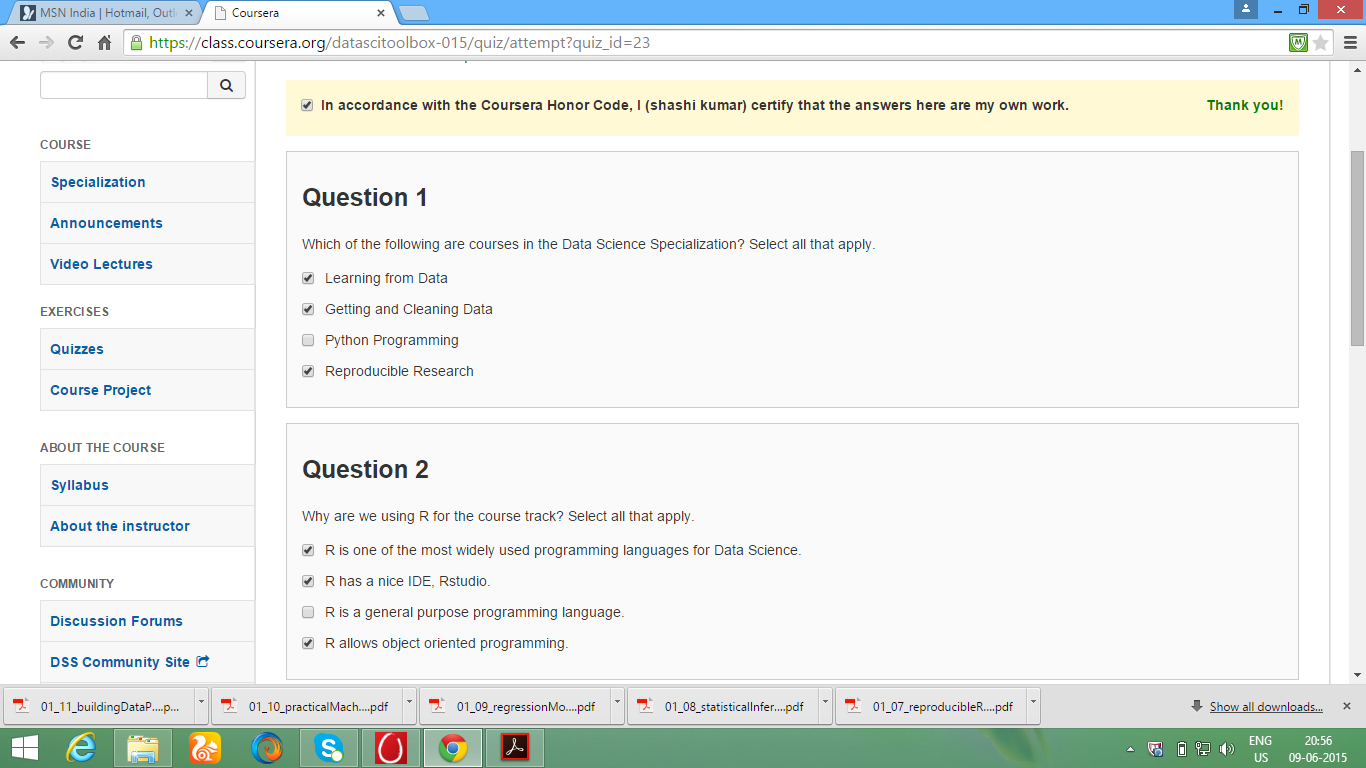 MSN India | Hotmail, Outl
Coursera
https://class.coursera.org/datascitoolbox-015/quiz/attempt?quiz_id=23
In accordance with the Coursera Honor Code, I (shashi kumar) certify that the answers here are my own work.
Thank you!
COURSE
Specialization
Announcements
Video Lectures
EXERCISES
Quizzes
Course Project
ABOUT THE COURSE
Syllabus
About the instructor
COMMUNITY
Discussion Forums
DSS Community Site
Question 1
Which of the following are courses in the Data Science Specialization? Select all that apply.
Learning from Data
Getting and Cleaning Data
Python Programming
Reproducible Research
Question 2
Why are we using R for the course track? Select all that apply.
R is one of the most widely used programming languages for Data Science.
R has a nice IDE, Rstudio.
R is a general purpose programming language.
R allows object oriented programming.
01_11_buildingDataP....p...
01_10_practicalMach....pdf
01_09_regressionMo....pdf
01_08_statisticalInfer....pdf
01_07_reproducibleR....pdf
Show all downloads...
ENG
US
20:56
09-06-2015